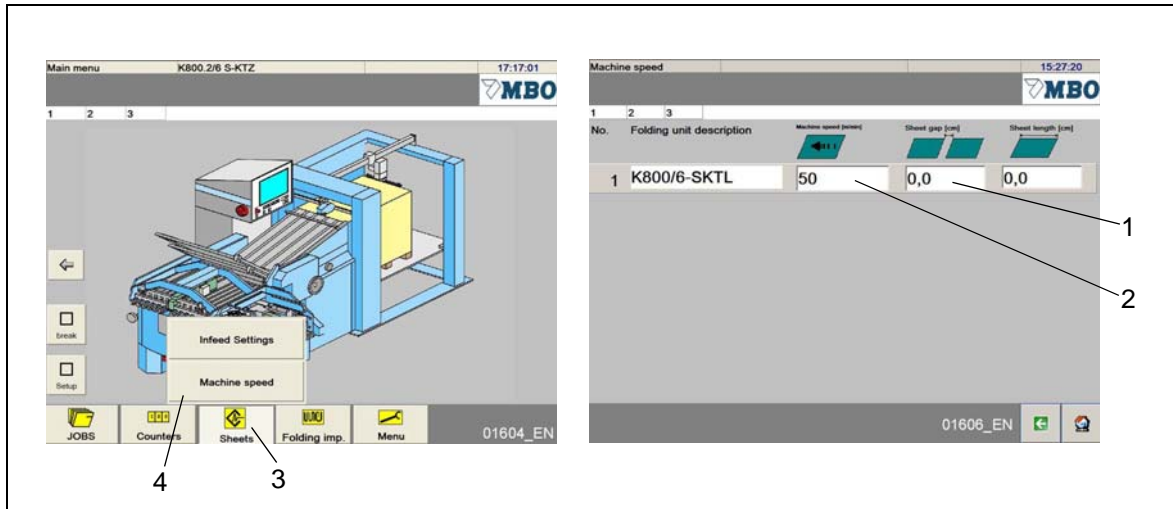 Main menu K800.2/6 S-KTZ 17:17:01
MBO
1 2 3
break
Setup
Infeed Settings
Machine speed
JOBS Counters Sheets Folding imp. Menu 01604_EN
4 3
Machine speed 15:27:20
MBO
1 2 3
No. Folding unit description Machine speed [m/min] Sheet gap [cm] Sheet length [cm]
1 K800/6-SKTL 50 0,0 0,0
1
2
01606_EN